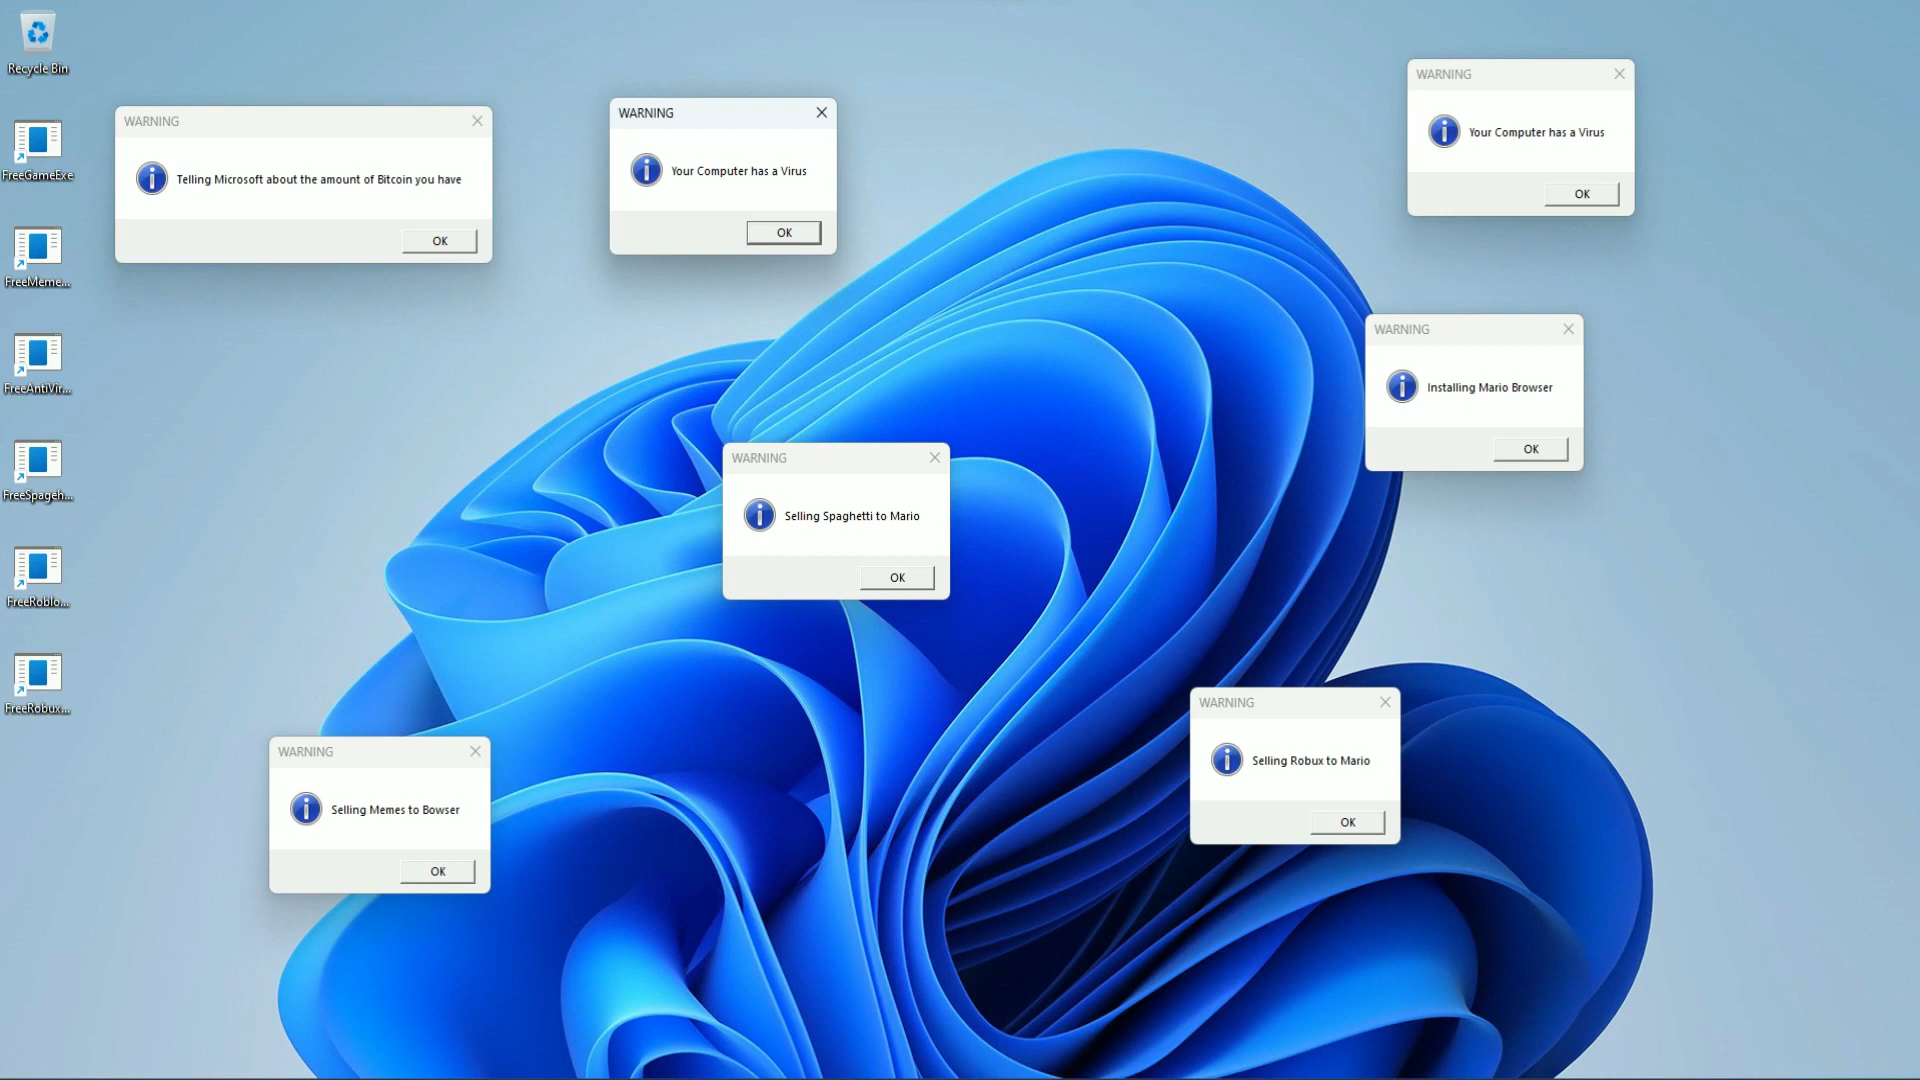 Recycle Bin
FreeGameExe
FreeMeme...
FreeAntiVir...
FreeSpageh...
FreeRoblo...
FreeRobux...
WARNING
Telling Microsoft about the amount of Bitcoin you have
OK
WARNING
Your Computer has a Virus
OK
WARNING
Your Computer has a Virus
OK
WARNING
Installing Mario Browser
OK
WARNING
Selling Spaghetti to Mario
OK
WARNING
Selling Robux to Mario
OK
WARNING
Selling Memes to Bowser
OK